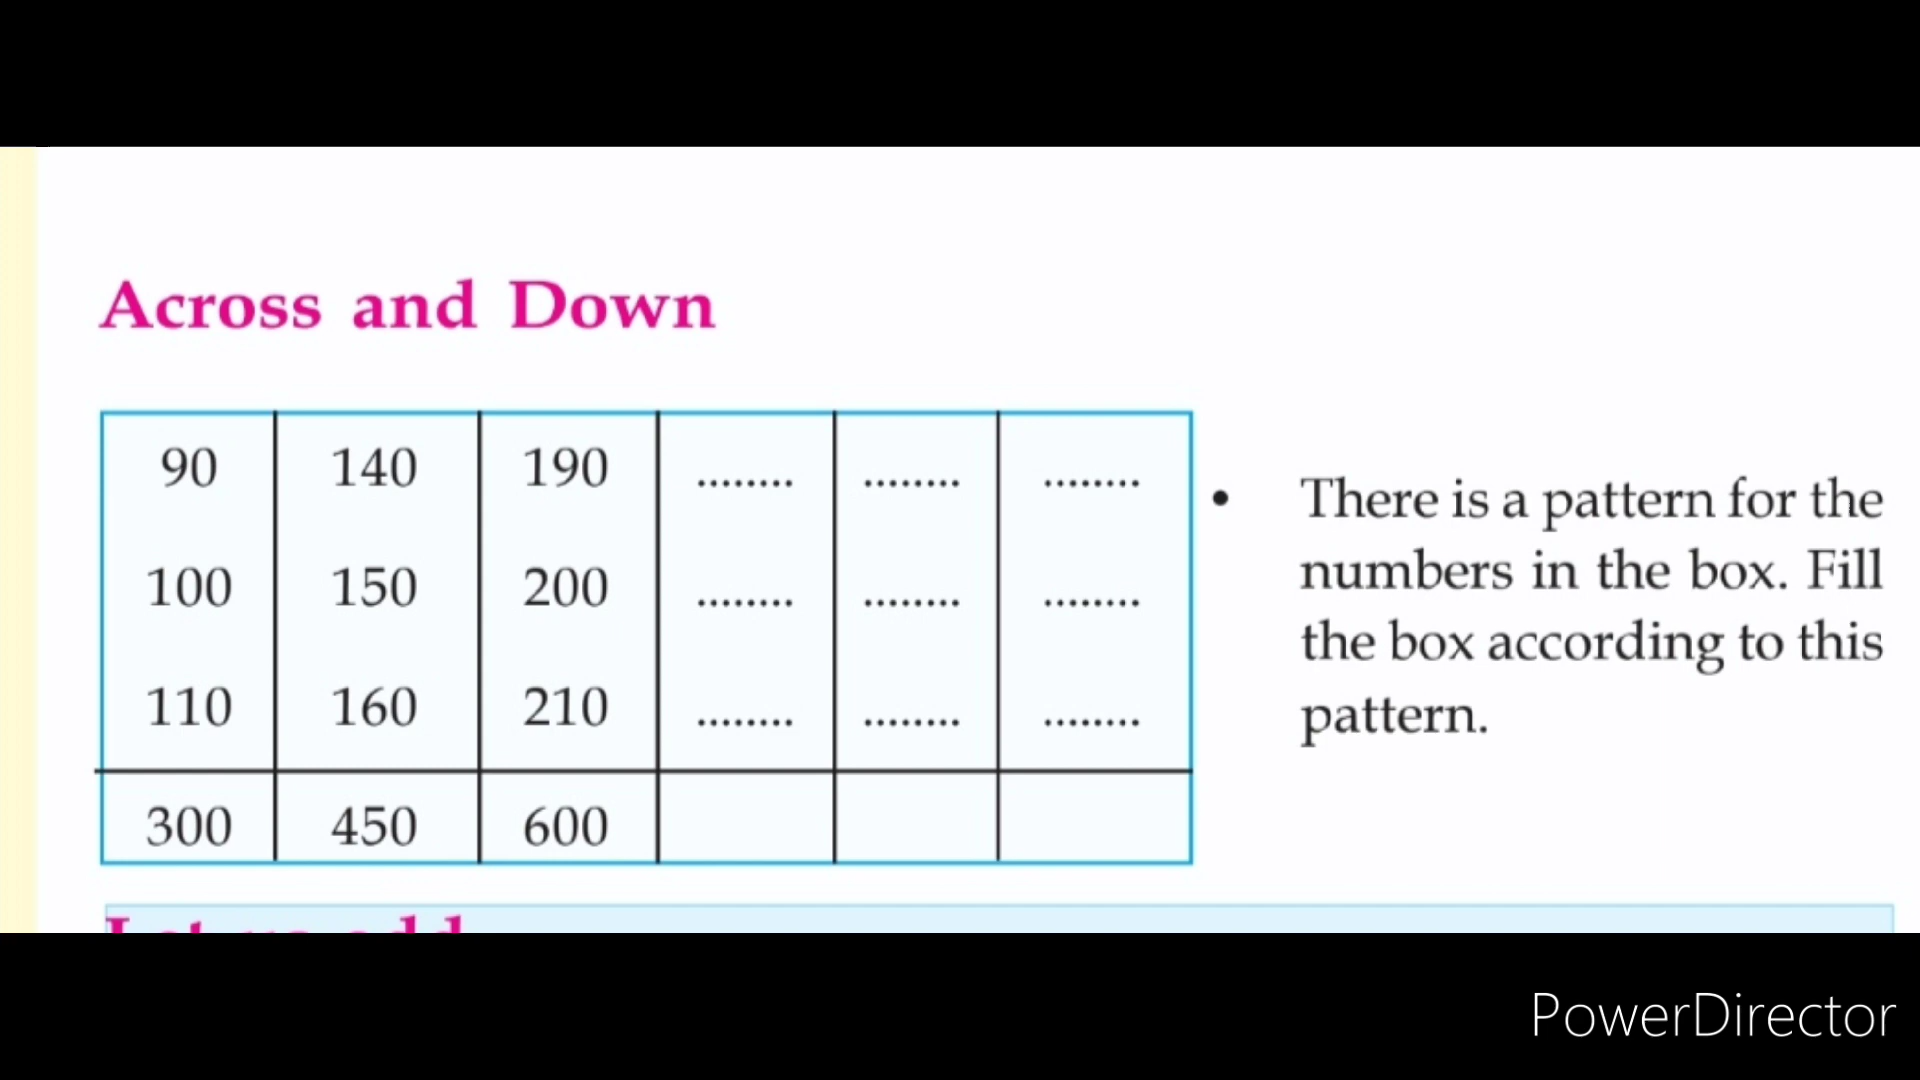 Across and Down
90 140 190 ........ ........ ........
100 150 200 ........ ........ ........
110 160 210 ........ ........ ........
300 450 600
• There is a pattern for the
numbers in the box. Fill
the box according to this
pattern.
PowerDirector